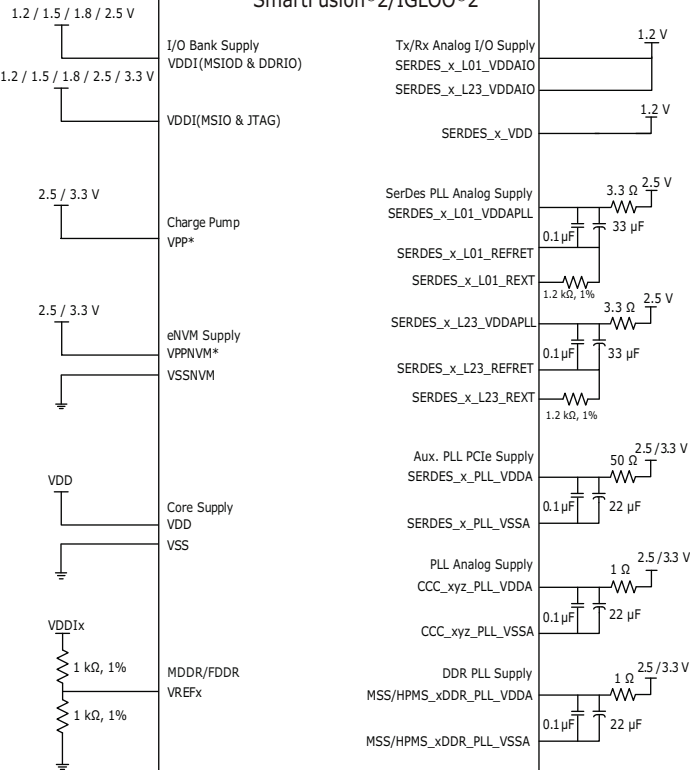 SmartFusion®2/IGLOO®2
1.2 / 1.5 / 1.8 / 2.5 V
I/O Bank Supply
VDDI(MSIOD & DDRIO)
1.2 / 1.5 / 1.8 / 2.5 / 3.3 V
VDDI(MSIO & JTAG)
2.5 / 3.3 V
Charge Pump
VPP*
2.5 / 3.3 V
eNVM Supply
VPPNVM*
VSSNVM
VDD
Core Supply
VDD
VSS
VDDIx
1 kΩ, 1%
MDDR/FDDR
VREFx
1 kΩ, 1%
Tx/Rx Analog I/O Supply
1.2 V
SERDES_x_L01_VDDAIO
SERDES_x_L23_VDDAIO
1.2 V
SERDES_x_VDD
SerDes PLL Analog Supply
3.3 Ω
2.5 V
SERDES_x_L01_VDDAPLL
0.1µF
33 µF
SERDES_x_L01_REFRET
SERDES_x_L01_REXT
1.2 kΩ, 1%
3.3 Ω
2.5 V
SERDES_x_L23_VDDAPLL
0.1µF
33 µF
SERDES_x_L23_REFRET
SERDES_x_L23_REXT
1.2 kΩ, 1%
Aux. PLL PCIe Supply
50 Ω
2.5/3.3 V
SERDES_x_PLL_VDDA
0.1µF
22 µF
SERDES_x_PLL_VSSA
PLL Analog Supply
1 Ω
2.5/3.3 V
CCC_xyz_PLL_VDDA
0.1µF
22 µF
CCC_xyz_PLL_VSSA
DDR PLL Supply
1 Ω
2.5/3.3 V
MSS/HPMS_xDDR_PLL_VDDA
0.1µF
22 µF
MSS/HPMS_xDDR_PLL_VSSA